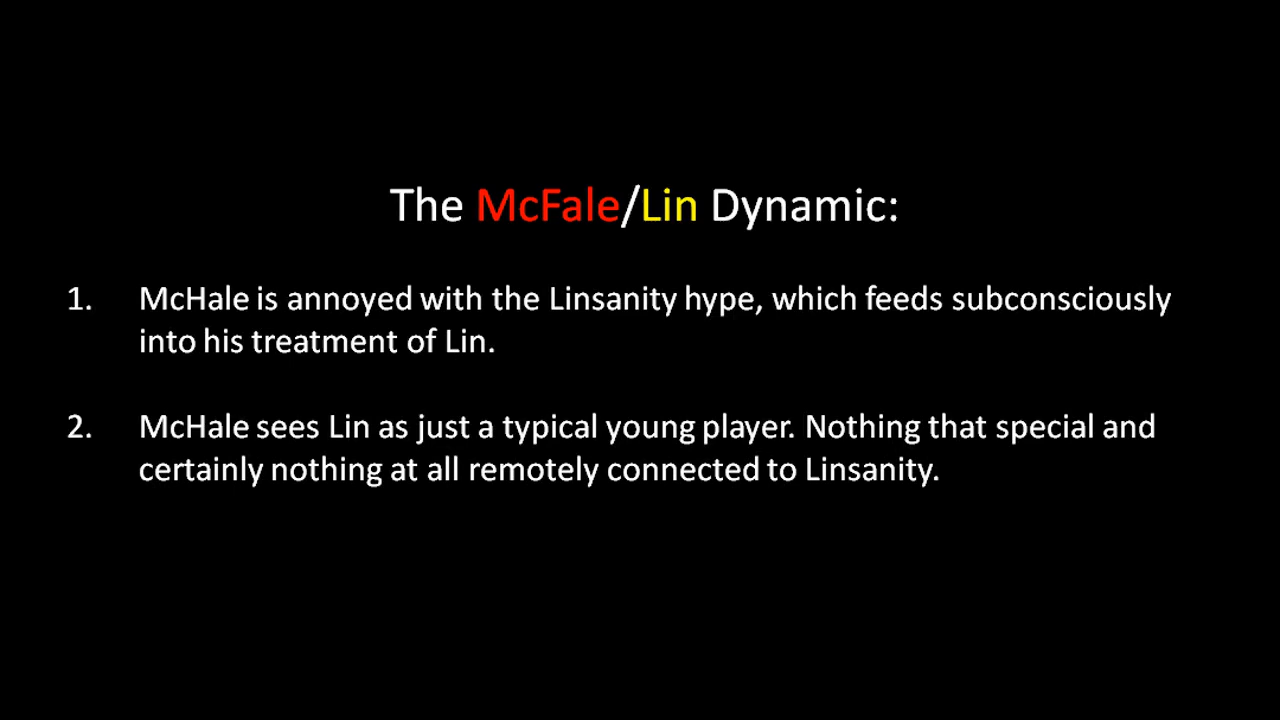 The McFale/Lin Dynamic:
1. McHale is annoyed with the Linsanity hype, which feeds subconsciously
into his treatment of Lin.
2. McHale sees Lin as just a typical young player. Nothing that special and
certainly nothing at all remotely connected to Linsanity.